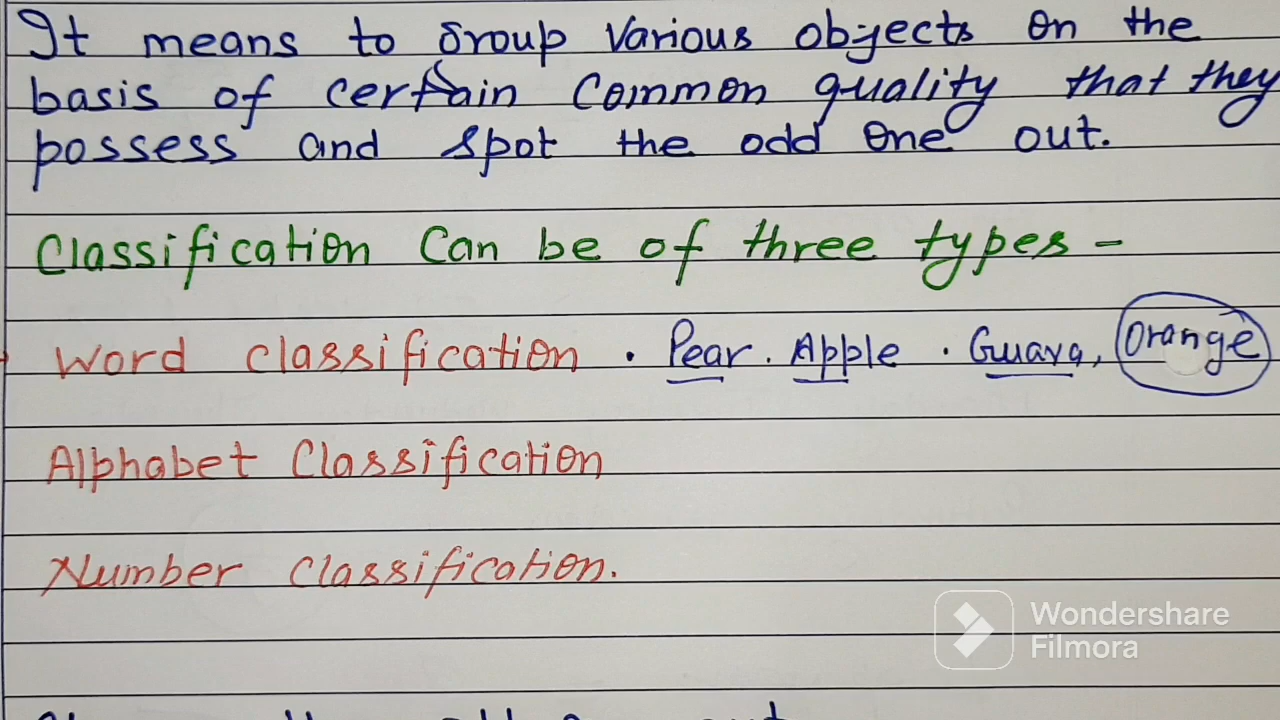 It means to Group Various objects on the
basis of certain Common quality that they
possess and spot the odd one out.
Classification Can be of three types -
Word classification . Pear . Apple . Guava, Orange
Alphabet Classification
Number classification.
Wondershare
Filmora